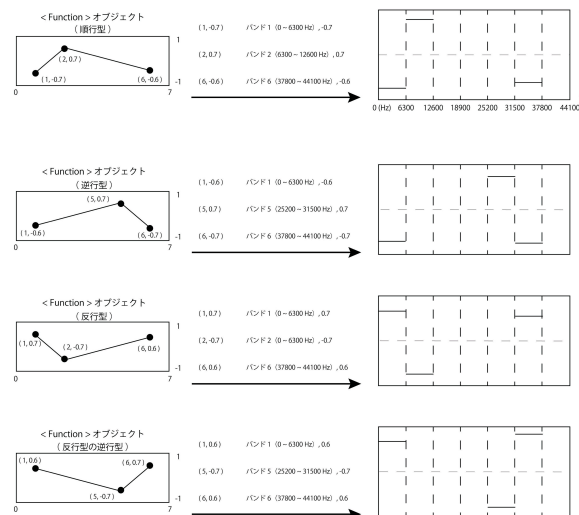 < Function > オブジェクト
（ 順行型 ）
1
(2, 0.7)
(1, -0.7)
(6, -0.6)
-1
0
7
(1, -0.7) バンド 1（0 ~ 6300 Hz）, -0.7
(2, 0.7) バンド 2（6300 ~ 12600 Hz）, 0.7
(6, -0.6) バンド 6（37800 ~ 44100 Hz）, -0.6
0 (Hz) 6300 12600 18900 25200 31500 37800 44100
< Function > オブジェクト
（ 逆行型 ）
1
(5, 0.7)
(1, -0.6)
(6, -0.7)
-1
0
7
(1, -0.6) バンド 1（0 ~ 6300 Hz）, -0.6
(5, 0.7) バンド 5（25200 ~ 31500 Hz）, 0.7
(6, -0.7) バンド 6（37800 ~ 44100 Hz）, -0.7
< Function > オブジェクト
（ 反行型 ）
1
(1, 0.7)
(2, -0.7)
(6, 0.6)
-1
0
7
(1, 0.7) バンド 1（0 ~ 6300 Hz）, 0.7
(2, -0.7) バンド 2（0 ~ 6300 Hz）, -0.7
(6, 0.6) バンド 6（37800 ~ 44100 Hz）, 0.6
< Function > オブジェクト
（ 反行型の逆行型 ）
1
(1, 0.6)
(6, 0.7)
(5, -0.7)
-1
0
7
(1, 0.6) バンド 1（0 ~ 6300 Hz）, 0.6
(5, -0.7) バンド 5（25200 ~ 31500 Hz）, -0.7
(6, 0.6) バンド 6（37800 ~ 44100 Hz）, 0.6